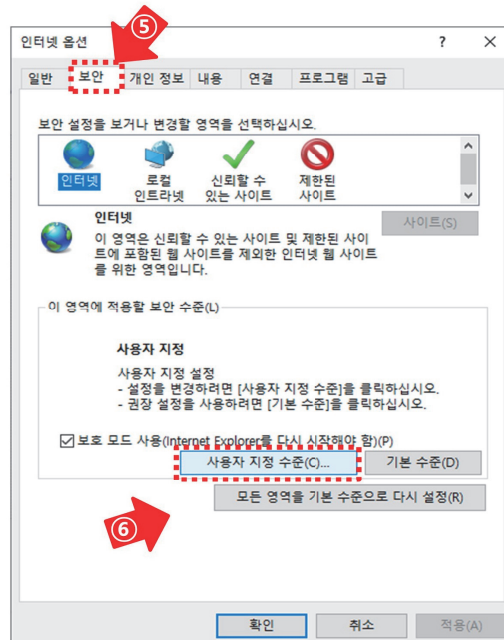 ⑤
인터넷 옵션 ? ×
일반 보안 개인 정보 내용 연결 프로그램 고급
보안 설정을 보거나 변경할 영역을 선택하십시오.
인터넷 로컬 인트라넷 신뢰할 수 있는 사이트 제한된 사이트
인터넷
사이트(S)
이 영역은 신뢰할 수 있는 사이트 및 제한된 사이
트에 포함된 웹 사이트를 제외한 인터넷 웹 사이트
를 위한 영역입니다.
이 영역에 적용할 보안 수준(L)
사용자 지정
사용자 지정 설정
- 설정을 변경하려면 [사용자 지정 수준]을 클릭하십시오.
- 권장 설정을 사용하려면 [기본 수준]을 클릭하십시오.
보호 모드 사용(Internet Explorer를 다시 시작해야 함)(P)
사용자 지정 수준(C)... 기본 수준(D)
모든 영역을 기본 수준으로 다시 설정(R)
⑥
확인 취소 적용(A)